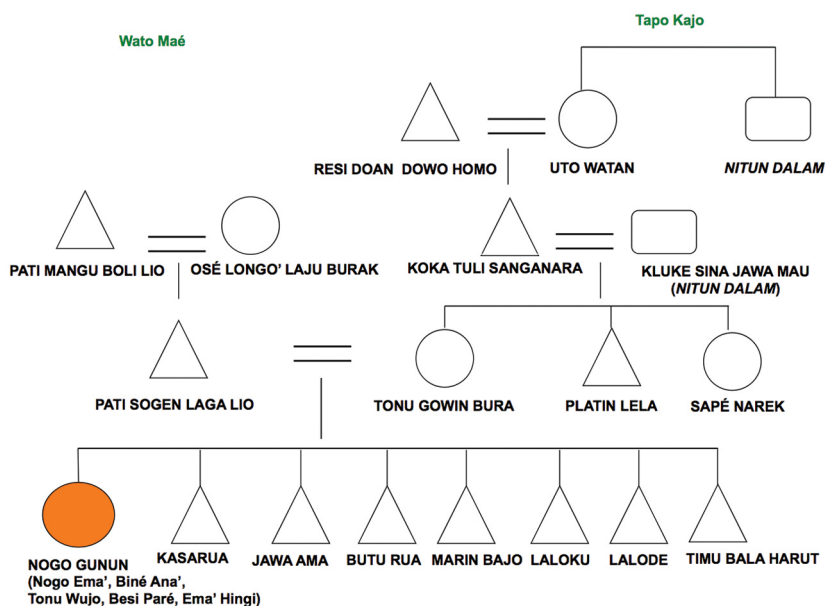 Tapo Kajo
Wato Maé
RESI DOAN DOWO HOMO
UTO WATAN
NITUN DALAM
PATI MANGU BOLI LIO
OSÉ LONGO’ LAJU BURAK
KOKA TULI SANGANARA
KLUKE SINA JAWA MAU
(NITUN DALAM)
PATI SOGEN LAGA LIO
TONU GOWIN BURA
PLATIN LELA
SAPÉ NAREK
NOGO GUNUN
(Nogo Ema’, Biné Ana’,
Tonu Wujo, Besi Paré, Ema’ Hingi)
KASARUA
JAWA AMA
BUTU RUA
MARIN BAJO
LALOKU
LALODE
TIMU BALA HARUT